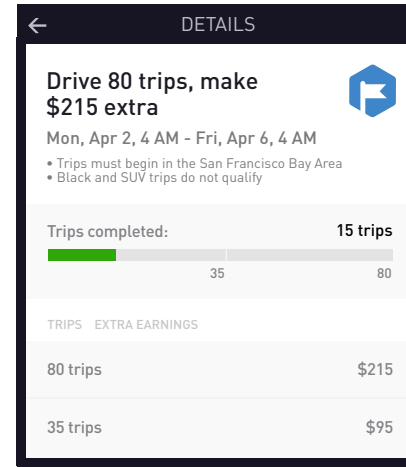 DETAILS
Drive 80 trips, make
$215 extra
Mon, Apr 2, 4 AM - Fri, Apr 6, 4 AM
• Trips must begin in the San Francisco Bay Area
• Black and SUV trips do not qualify
Trips completed: 15 trips
35 80
TRIPS EXTRA EARNINGS
80 trips $215
35 trips $95